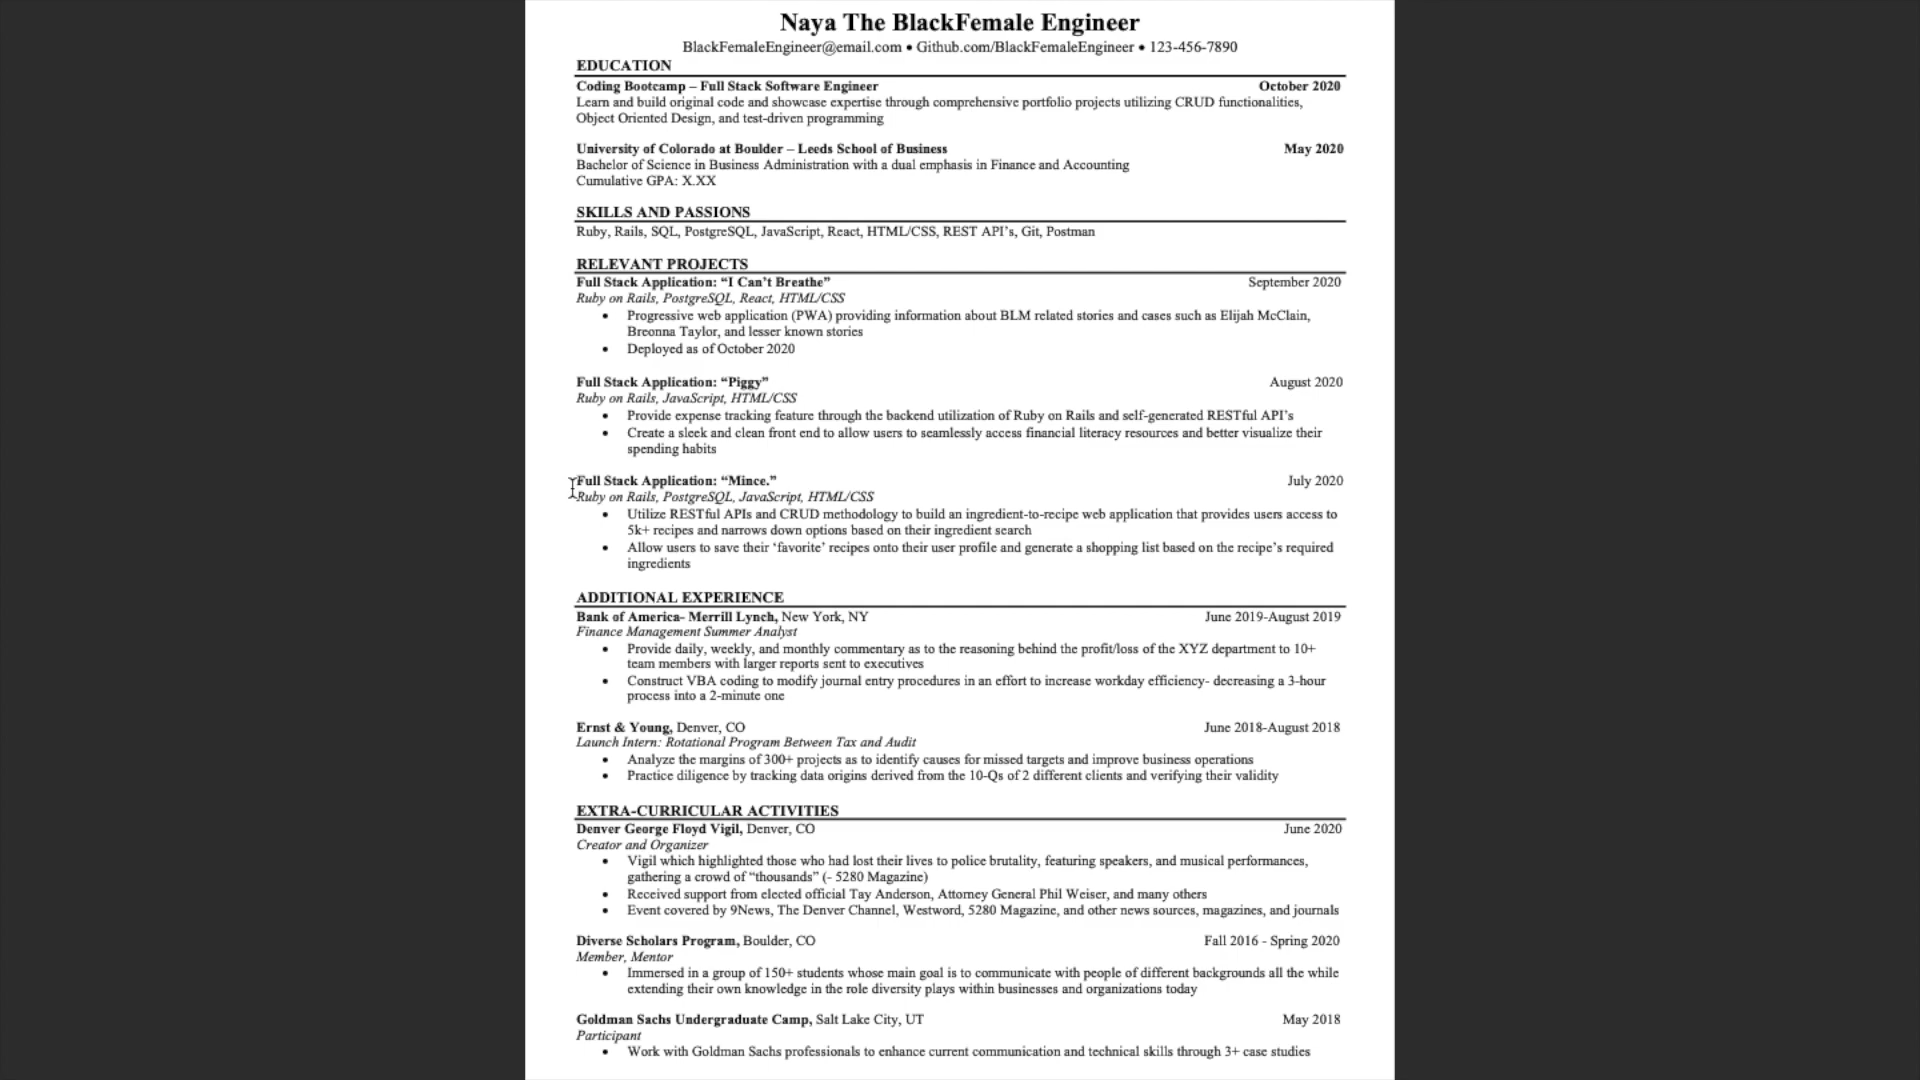 Naya The BlackFemale Engineer
BlackFemaleEngineer@email.com • Github.com/BlackFemaleEngineer • 123-456-7890
EDUCATION
Coding Bootcamp – Full Stack Software Engineer October 2020
Learn and build original code and showcase expertise through comprehensive portfolio projects utilizing CRUD functionalities,
Object Oriented Design, and test-driven programming
University of Colorado at Boulder – Leeds School of Business May 2020
Bachelor of Science in Business Administration with a dual emphasis in Finance and Accounting
Cumulative GPA: X.XX
SKILLS AND PASSIONS
Ruby, Rails, SQL, PostgreSQL, JavaScript, React, HTML/CSS, REST API’s, Git, Postman
RELEVANT PROJECTS
Full Stack Application: “I Can’t Breathe” September 2020
Ruby on Rails, PostgreSQL, React, HTML/CSS
• Progressive web application (PWA) providing information about BLM related stories and cases such as Elijah McClain,
Breonna Taylor, and lesser known stories
• Deployed as of October 2020
Full Stack Application: “Piggy” August 2020
Ruby on Rails, JavaScript, HTML/CSS
• Provide expense tracking feature through the backend utilization of Ruby on Rails and self-generated RESTful API’s
• Create a sleek and clean front end to allow users to seamlessly access financial literacy resources and better visualize their
spending habits
Full Stack Application: “Mince.” July 2020
Ruby on Rails, PostgreSQL, JavaScript, HTML/CSS
• Utilize RESTful APIs and CRUD methodology to build an ingredient-to-recipe web application that provides users access to
5k+ recipes and narrows down options based on their ingredient search
• Allow users to save their ‘favorite’ recipes onto their user profile and generate a shopping list based on the recipe’s required
ingredients
ADDITIONAL EXPERIENCE
Bank of America- Merrill Lynch, New York, NY June 2019-August 2019
Finance Management Summer Analyst
• Provide daily, weekly, and monthly commentary as to the reasoning behind the profit/loss of the XYZ department to 10+
team members with larger reports sent to executives
• Construct VBA coding to modify journal entry procedures in an effort to increase workday efficiency- decreasing a 3-hour
process into a 2-minute one
Ernst & Young, Denver, CO June 2018-August 2018
Launch Intern: Rotational Program Between Tax and Audit
• Analyze the margins of 300+ projects as to identify causes for missed targets and improve business operations
• Practice diligence by tracking data origins derived from the 10-Qs of 2 different clients and verifying their validity
EXTRA-CURRICULAR ACTIVITIES
Denver George Floyd Vigil, Denver, CO June 2020
Creator and Organizer
• Vigil which highlighted those who had lost their lives to police brutality, featuring speakers, and musical performances,
gathering a crowd of “thousands” (- 5280 Magazine)
• Received support from elected official Tay Anderson, Attorney General Phil Weiser, and many others
• Event covered by 9News, The Denver Channel, Westword, 5280 Magazine, and other news sources, magazines, and journals
Diverse Scholars Program, Boulder, CO Fall 2016 - Spring 2020
Member, Mentor
• Immersed in a group of 150+ students whose main goal is to communicate with people of different backgrounds all the while
extending their own knowledge in the role diversity plays within businesses and organizations today
Goldman Sachs Undergraduate Camp, Salt Lake City, UT May 2018
Participant
• Work with Goldman Sachs professionals to enhance current communication and technical skills through 3+ case studies